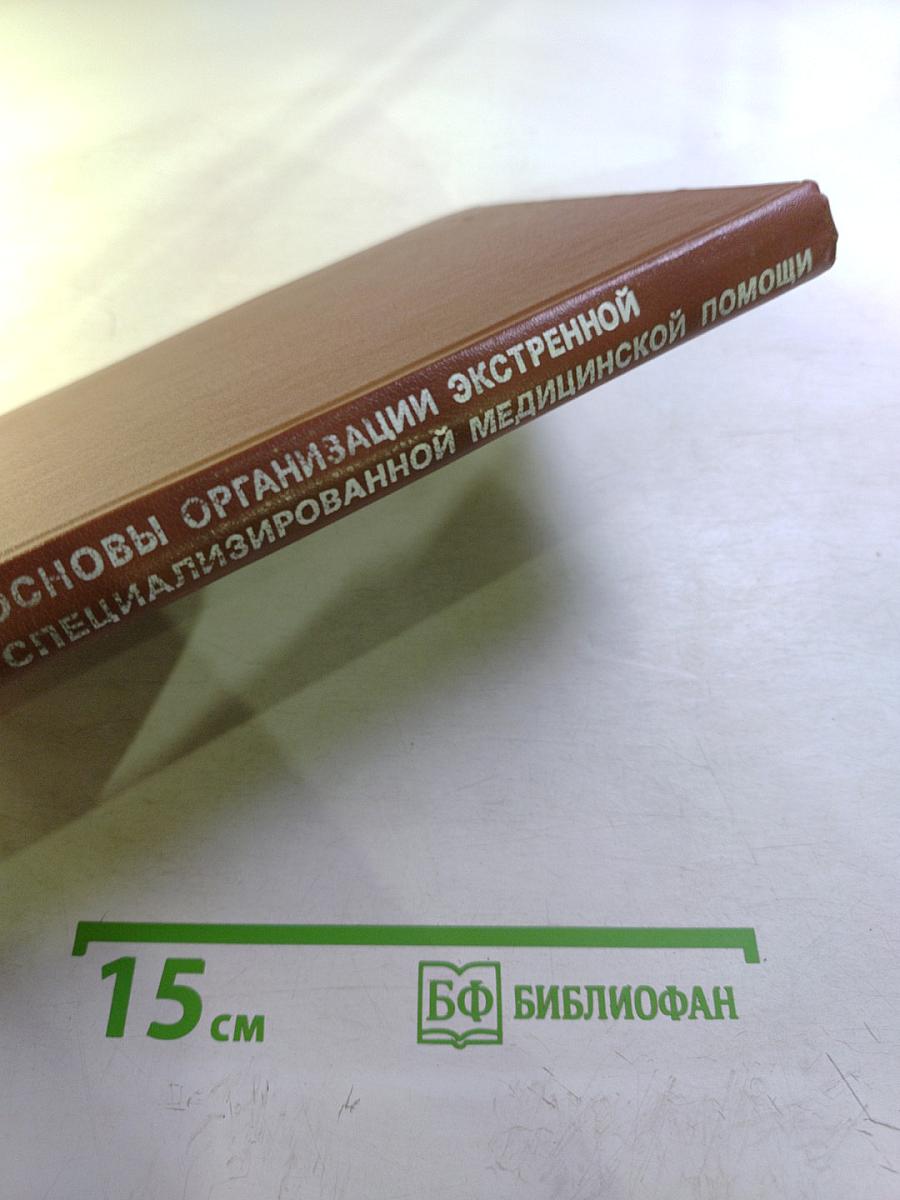 ОСНОВЫ ОРГАНИЗАЦИИ ЭКСТРЕННОЙ
СПЕЦИАЛИЗИРОВАННОЙ МЕДИЦИНСКОЙ ПОМОЩИ
15 см
БФ БИБЛИОФАН